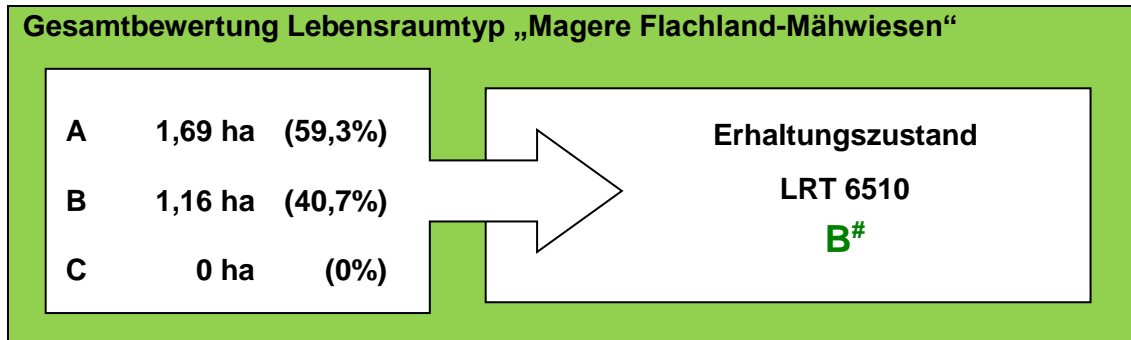 Gesamtbewertung Lebensraumtyp „Magere Flachland-Mähwiesen“
A 1,69 ha (59,3%)
B 1,16 ha (40,7%)
C 0 ha (0%)
Erhaltungszustand
LRT 6510
B#